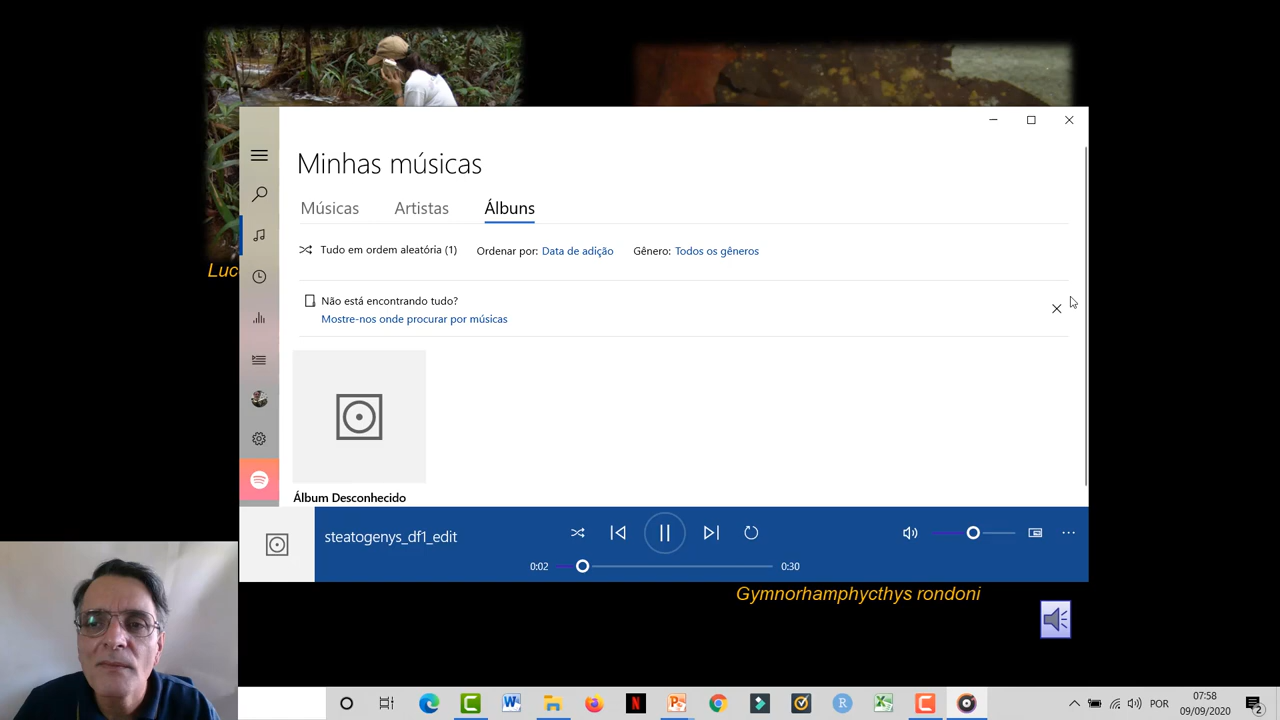 Minhas músicas
Músicas Artistas Álbuns
Tudo em ordem aleatória (1) Ordenar por: Data de adição Gênero: Todos os gêneros
Não está encontrando tudo?
Mostre-nos onde procurar por músicas
Álbum Desconhecido
steatogenys_df1_edit
0:02 0:30
Gymnorhamphycthys rondoni
POR
07:58
09/09/2020
2